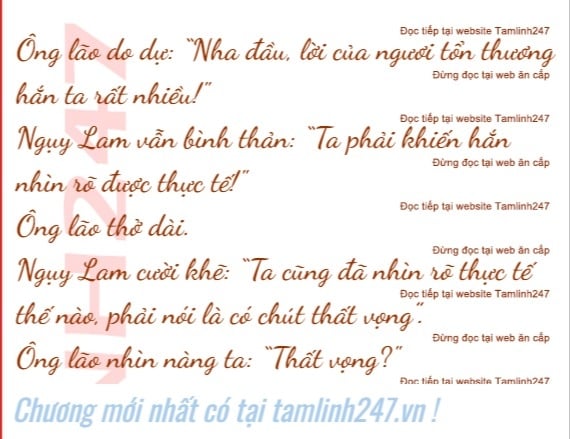 Đọc tiếp tại website Tamlinh247
Ông lão do dự: "Nha đầu, lời của ngươi tổn thương
Đừng đọc tại web ăn cắp
hắn ta rất nhiều!"
Đọc tiếp tại website Tamlinh247
Ngụy Lam vẫn bình thản: "Ta phải khiến hắn
Đừng đọc tại web ăn cắp
nhìn rõ được thực tế!"
Đọc tiếp tại website Tamlinh247
Ông lão thở dài.
Đừng đọc tại web ăn cắp
Ngụy Lam cười khẽ: "Ta cũng đã nhìn rõ thực tế
Đọc tiếp tại website Tamlinh247
thế nào, phải nói là có chút thất vọng".
Đừng đọc tại web ăn cắp
Ông lão nhìn nàng ta: "Thất vọng?"
Đọc tiếp tại website Tamlinh247
NH247
Chương mới nhất có tại tamlinh247.vn !